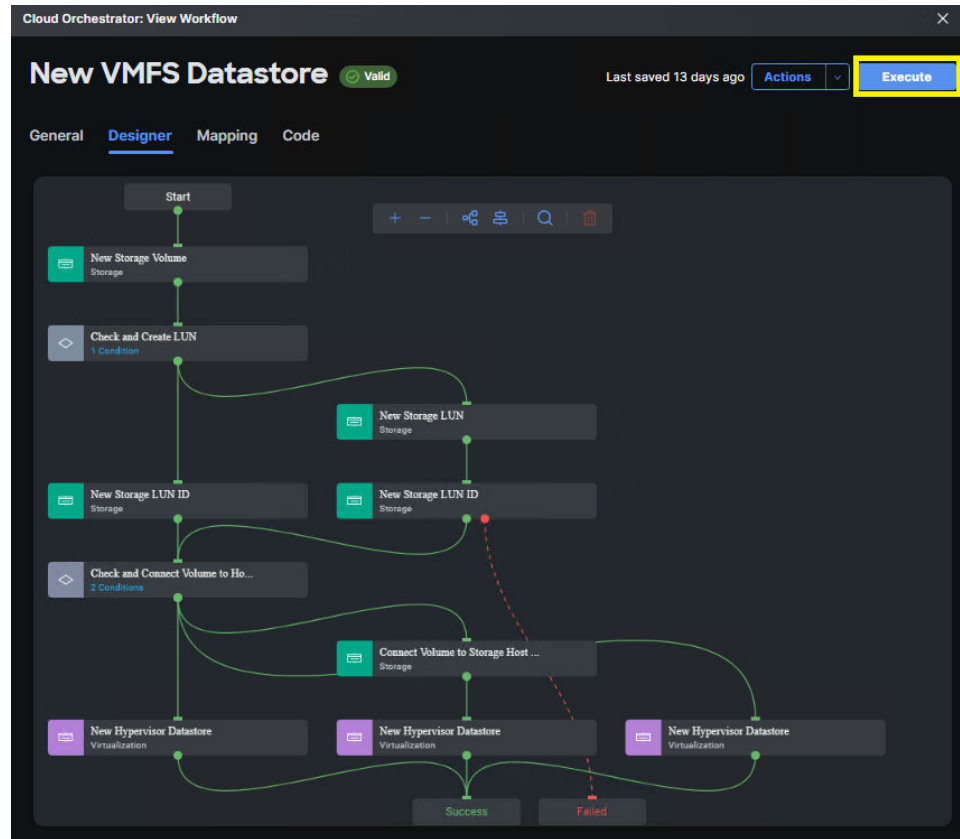 Cloud Orchestrator: View Workflow
New VMFS Datastore
Valid
Last saved 13 days ago
Actions
Execute
General
Designer
Mapping
Code
Start
New Storage Volume
Storage
Check and Create LUN
1 Condition
New Storage LUN
Storage
New Storage LUN ID
Storage
New Storage LUN ID
Storage
Check and Connect Volume to Ho...
2 Conditions
Connect Volume to Storage Host ...
Storage
New Hypervisor Datastore
Virtualization
New Hypervisor Datastore
Virtualization
New Hypervisor Datastore
Virtualization
Success
Failed